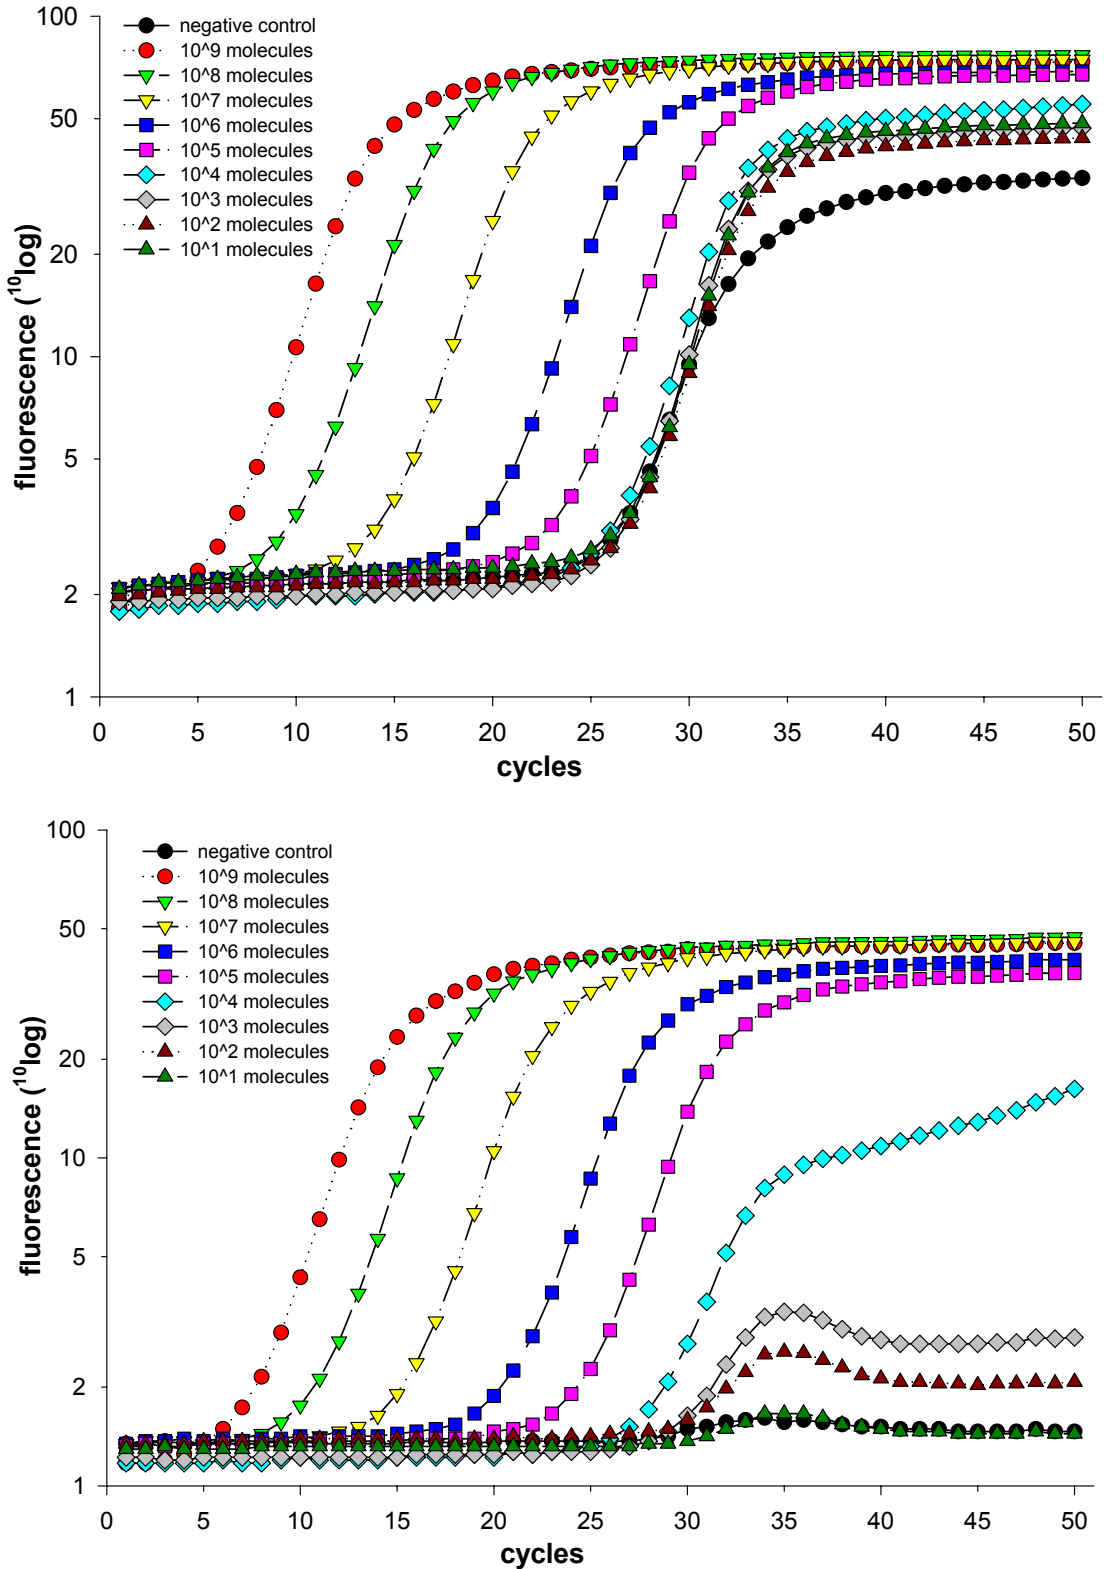 100
50
20
10
5
2
1
fluorescence (¹⁰log)
negative control
10^9 molecules
10^8 molecules
10^7 molecules
10^6 molecules
10^5 molecules
10^4 molecules
10^3 molecules
10^2 molecules
10^1 molecules
0 5 10 15 20 25 30 35 40 45 50
cycles
100
50
20
10
5
2
1
fluorescence (¹⁰log)
negative control
10^9 molecules
10^8 molecules
10^7 molecules
10^6 molecules
10^5 molecules
10^4 molecules
10^3 molecules
10^2 molecules
10^1 molecules
0 5 10 15 20 25 30 35 40 45 50
cycles